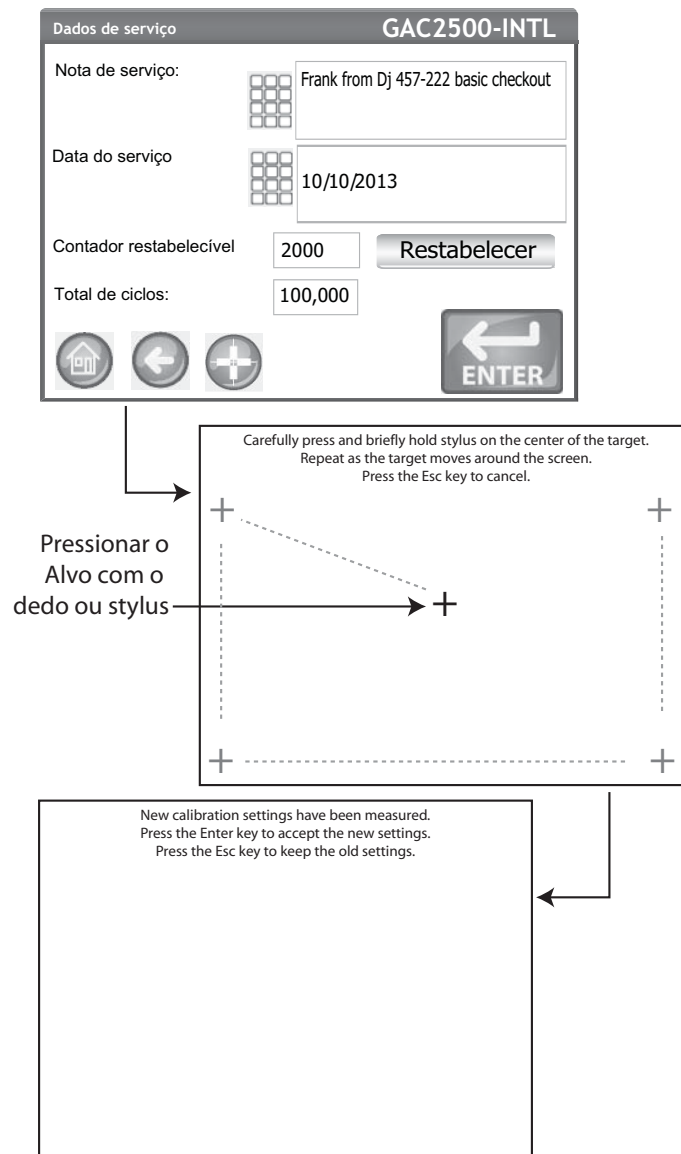 Dados de serviço GAC2500-INTL
Nota de serviço:
Frank from Dj 457-222 basic checkout
Data do serviço
10/10/2013
Contador restabelecível 2000 Restabelecer
Total de ciclos: 100,000
ENTER
Carefully press and briefly hold stylus on the center of the target.
Repeat as the target moves around the screen.
Press the Esc key to cancel.
Pressionar o
Alvo com o
dedo ou stylus
New calibration settings have been measured.
Press the Enter key to accept the new settings.
Press the Esc key to keep the old settings.